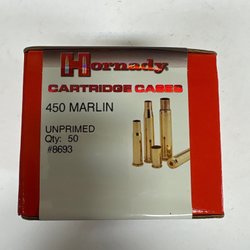 Hornady
CARTRIDGE CASES
450 MARLIN
UNPRIMED
Qty: 50
#8693